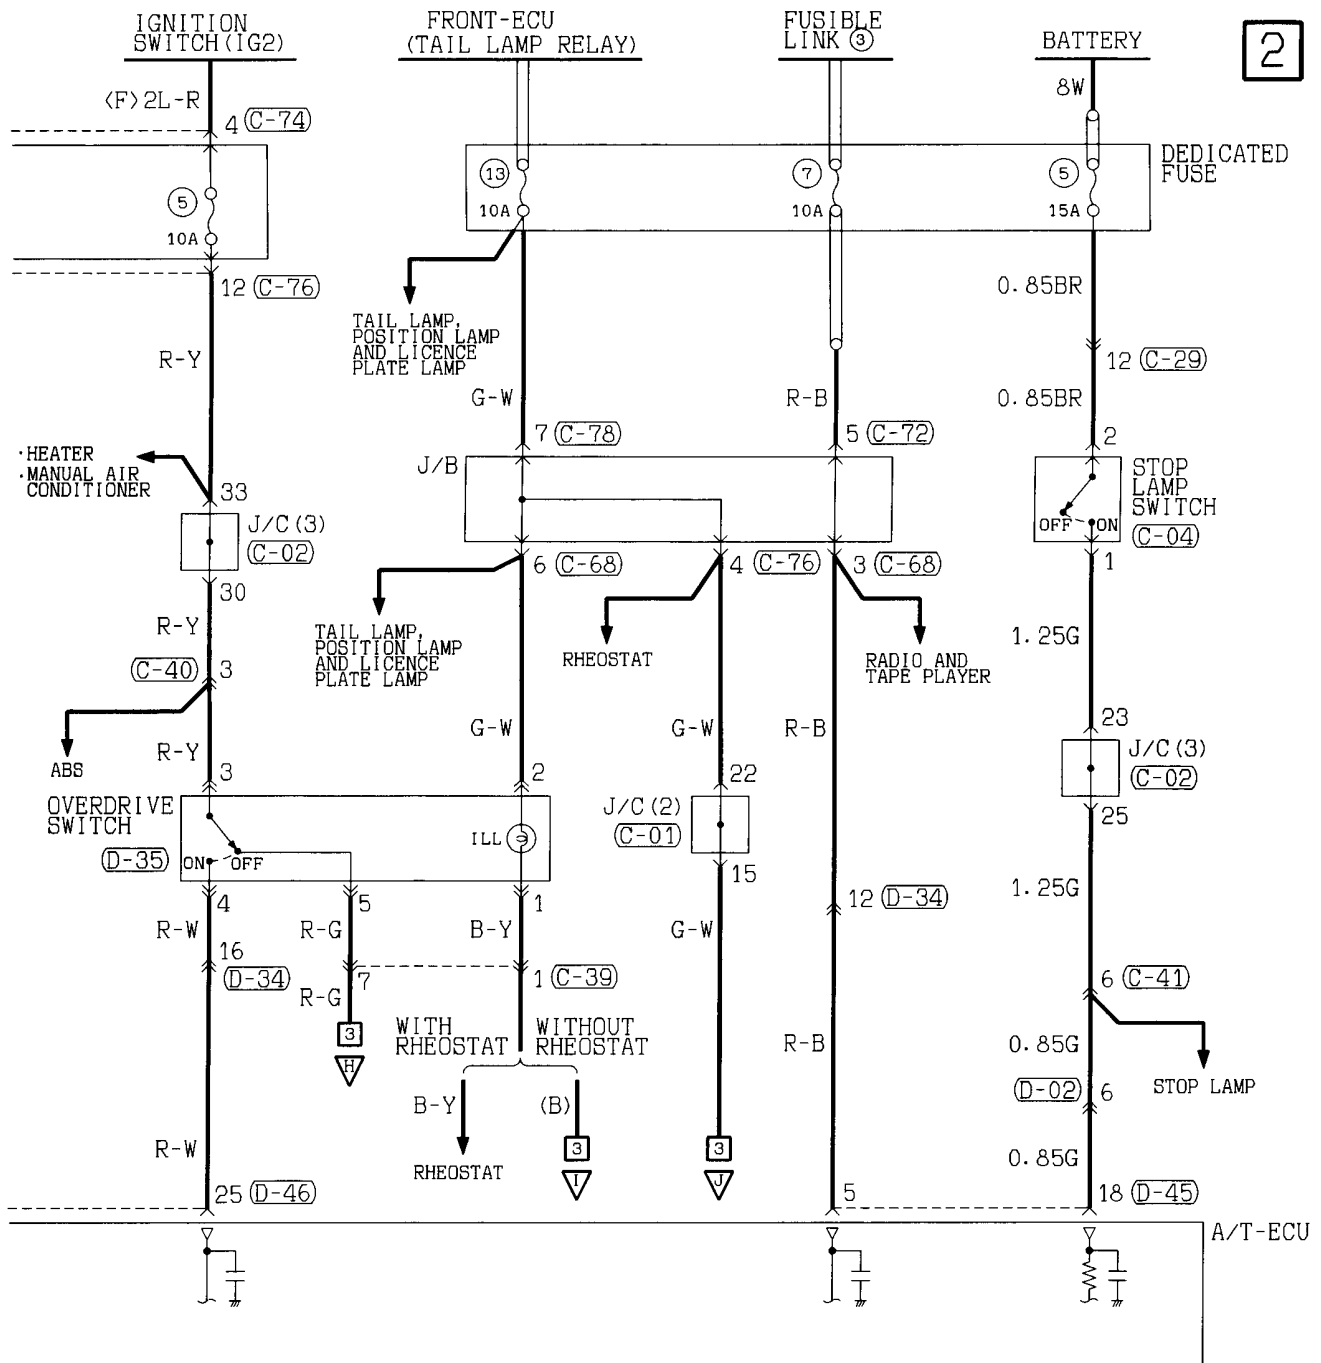 IGNITION
SWITCH(IG2)
FRONT-ECU
(TAIL LAMP RELAY)
FUSIBLE
LINK ③
BATTERY
2
<F>2L-R
8W
4 (C-74)
DEDICATED
FUSE
5
10A
13
10A
7
10A
5
15A
12 (C-76)
0.85BR
TAIL LAMP,
POSITION LAMP
AND LICENCE
PLATE LAMP
R-Y
12 (C-29)
G-W
R-B
0.85BR
7 (C-78)
5 (C-72)
2
·HEATER
·MANUAL AIR
CONDITIONER
33
J/B
STOP
LAMP
SWITCH
OFF ON
(C-04)
J/C(3)
(C-02)
30
6 (C-68)
4 (C-76)
3 (C-68)
1
R-Y
TAIL LAMP,
POSITION LAMP
AND LICENCE
PLATE LAMP
RHEOSTAT
RADIO AND
TAPE PLAYER
1.25G
(C-40) 3
ABS
R-Y
G-W
G-W
R-B
23
J/C(3)
(C-02)
25
3
2
22
OVERDRIVE
SWITCH
(D-35)
ON OFF
ILL
J/C(2)
(C-01)
15
4
5
1
12 (D-34)
1.25G
R-W
R-G
B-Y
G-W
16
(D-34)
7
1 (C-39)
6 (C-41)
R-G
3
H
WITH
RHEOSTAT
WITHOUT
RHEOSTAT
R-B
0.85G
STOP LAMP
B-Y
(B)
(D-02) 6
RHEOSTAT
3
I
3
J
R-W
0.85G
25 (D-46)
5
18 (D-45)
A/T-ECU